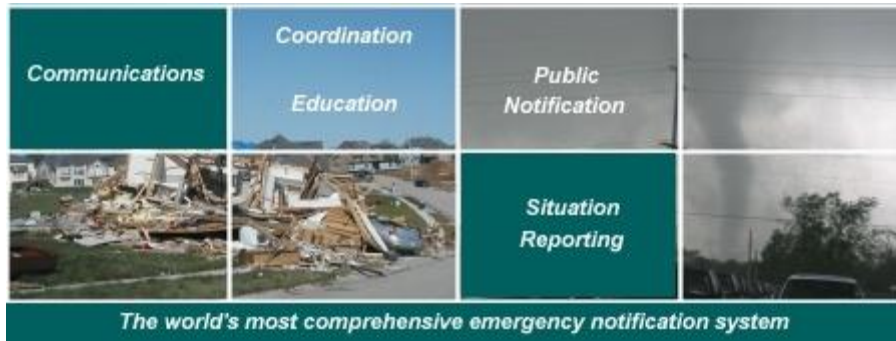 Communications
Coordination
Education
Public
Notification
Situation
Reporting
The world's most comprehensive emergency notification system